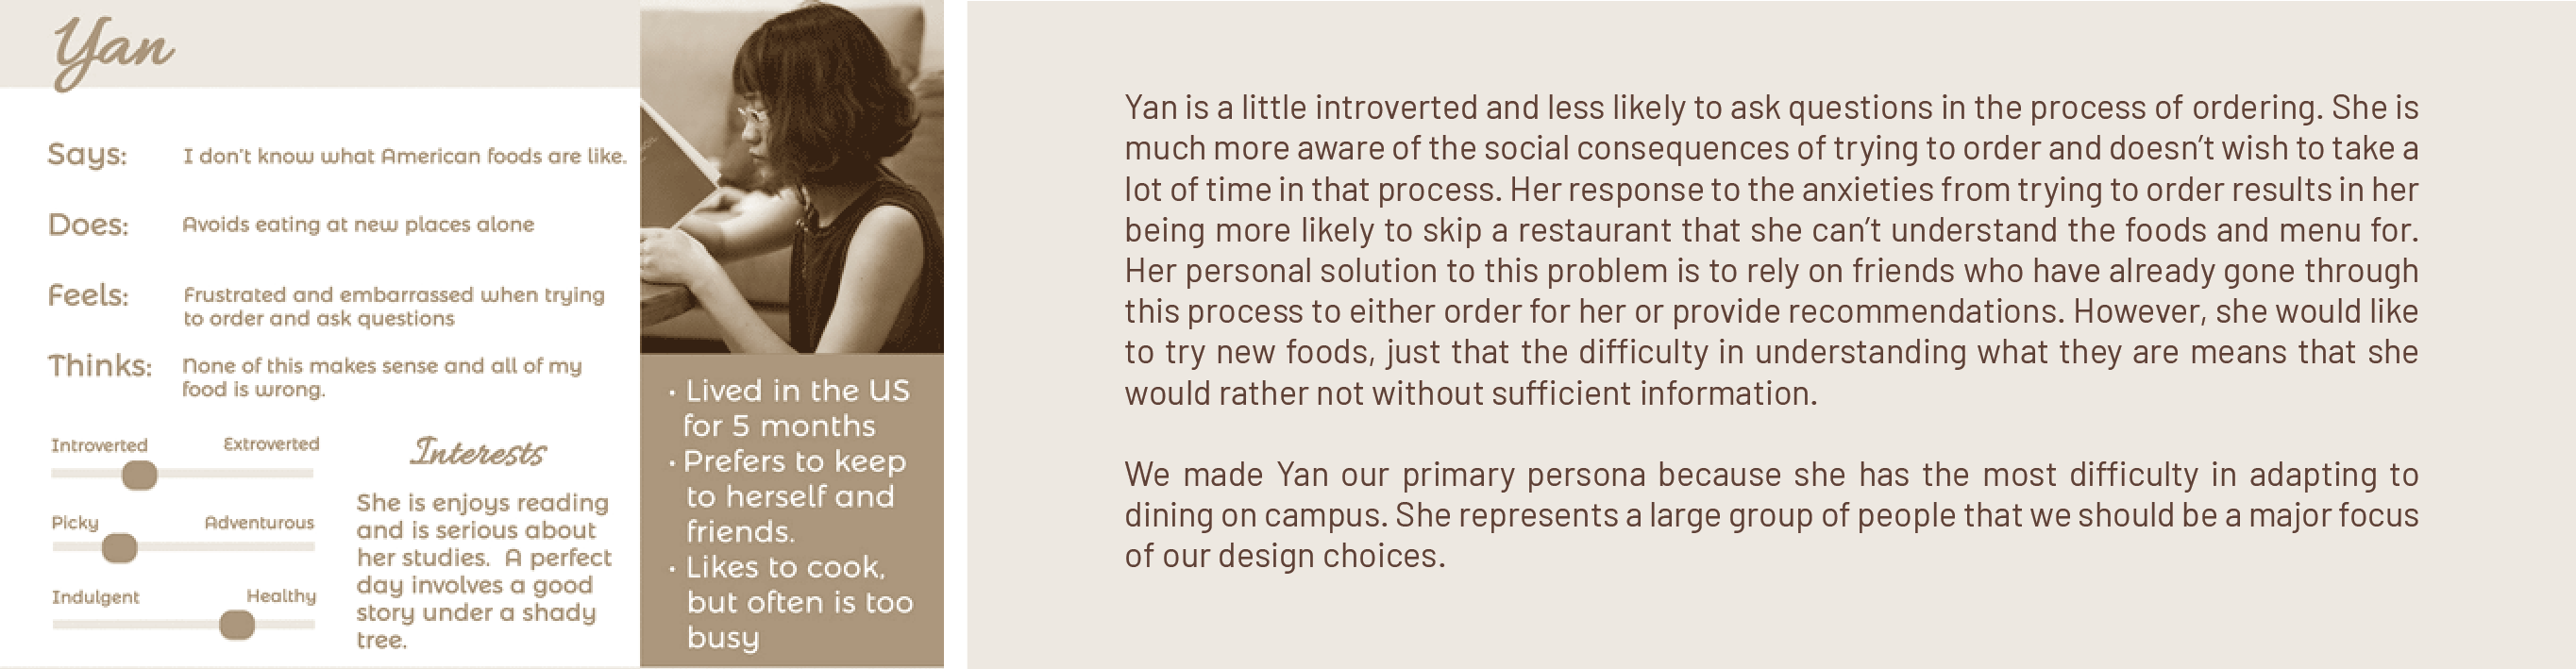 Yan
Says: I don't know what American foods are like.
Does: Avoids eating at new places alone
Feels: Frustrated and embarrassed when trying
to order and ask questions
Thinks: None of this makes sense and all of my
food is wrong.
Introverted Extroverted
Picky Adventurous
Indulgent Healthy
Interests
She is enjoys reading
and is serious about
her studies. A perfect
day involves a good
story under a shady
tree.
• Lived in the US
for 5 months
• Prefers to keep
to herself and
friends.
• Likes to cook,
but often is too
busy
Yan is a little introverted and less likely to ask questions in the process of ordering. She is
much more aware of the social consequences of trying to order and doesn't wish to take a
lot of time in that process. Her response to the anxieties from trying to order results in her
being more likely to skip a restaurant that she can't understand the foods and menu for.
Her personal solution to this problem is to rely on friends who have already gone through
this process to either order for her or provide recommendations. However, she would like
to try new foods, just that the difficulty in understanding what they are means that she
would rather not without sufficient information.
We made Yan our primary persona because she has the most difficulty in adapting to
dining on campus. She represents a large group of people that we should be a major focus
of our design choices.